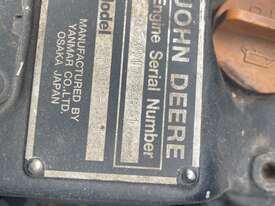 JOHN DEERE
Engine Serial Number
Model
MANUFACTURED BY
YANMAR CO.,LTD.
OSAKA JAPAN